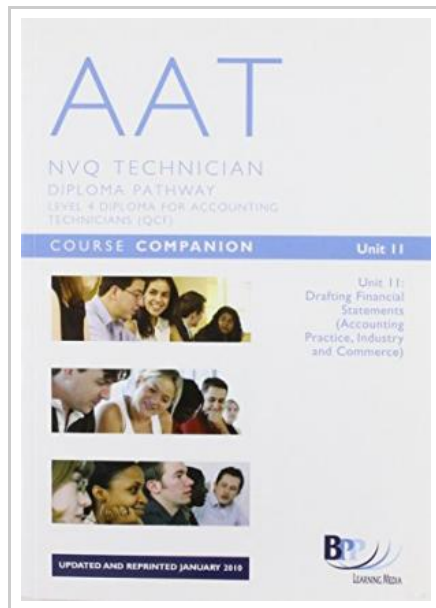 AAT
NVQ TECHNICIAN
DIPLOMA PATHWAY
LEVEL 4 DIPLOMA FOR ACCOUNTING
TECHNICIANS (QCF)
COURSE COMPANION Unit 11
Unit 11:
Drafting Financial
Statements
(Accounting
Practice, Industry
and Commerce)
UPDATED AND REPRINTED JANUARY 2010
BPP
LEARNING MEDIA